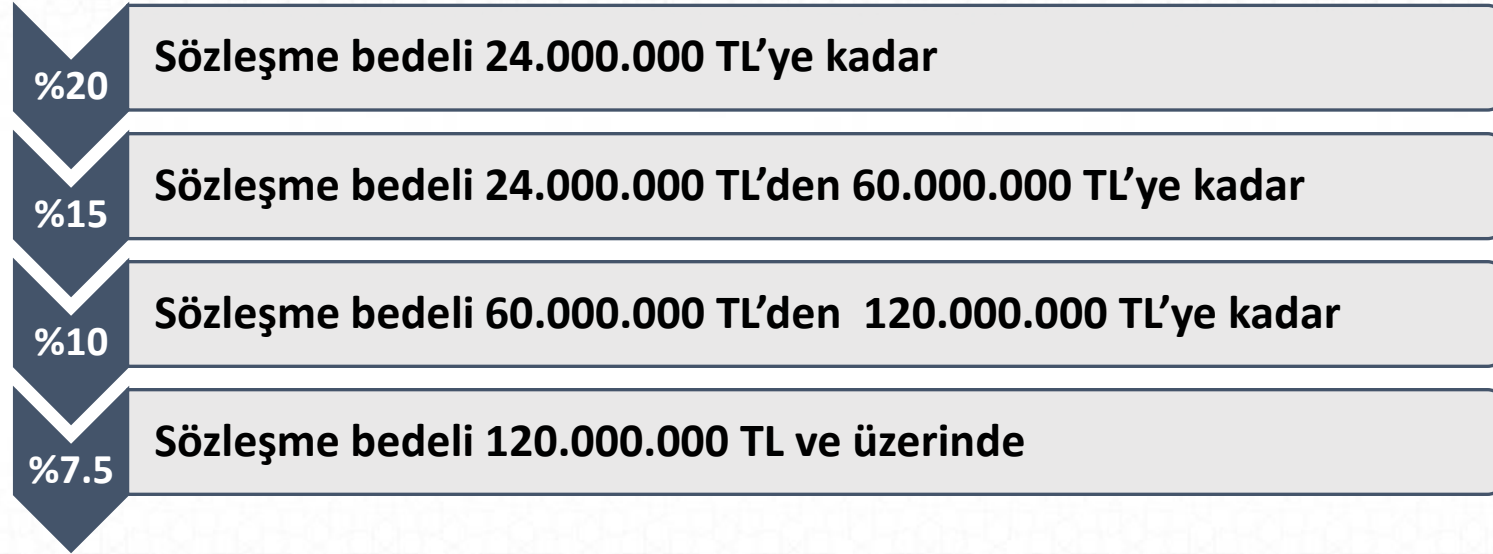 %20
Sözleşme bedeli 24.000.000 TL’ye kadar
%15
Sözleşme bedeli 24.000.000 TL’den 60.000.000 TL’ye kadar
%10
Sözleşme bedeli 60.000.000 TL’den 120.000.000 TL’ye kadar
%7.5
Sözleşme bedeli 120.000.000 TL ve üzerinde